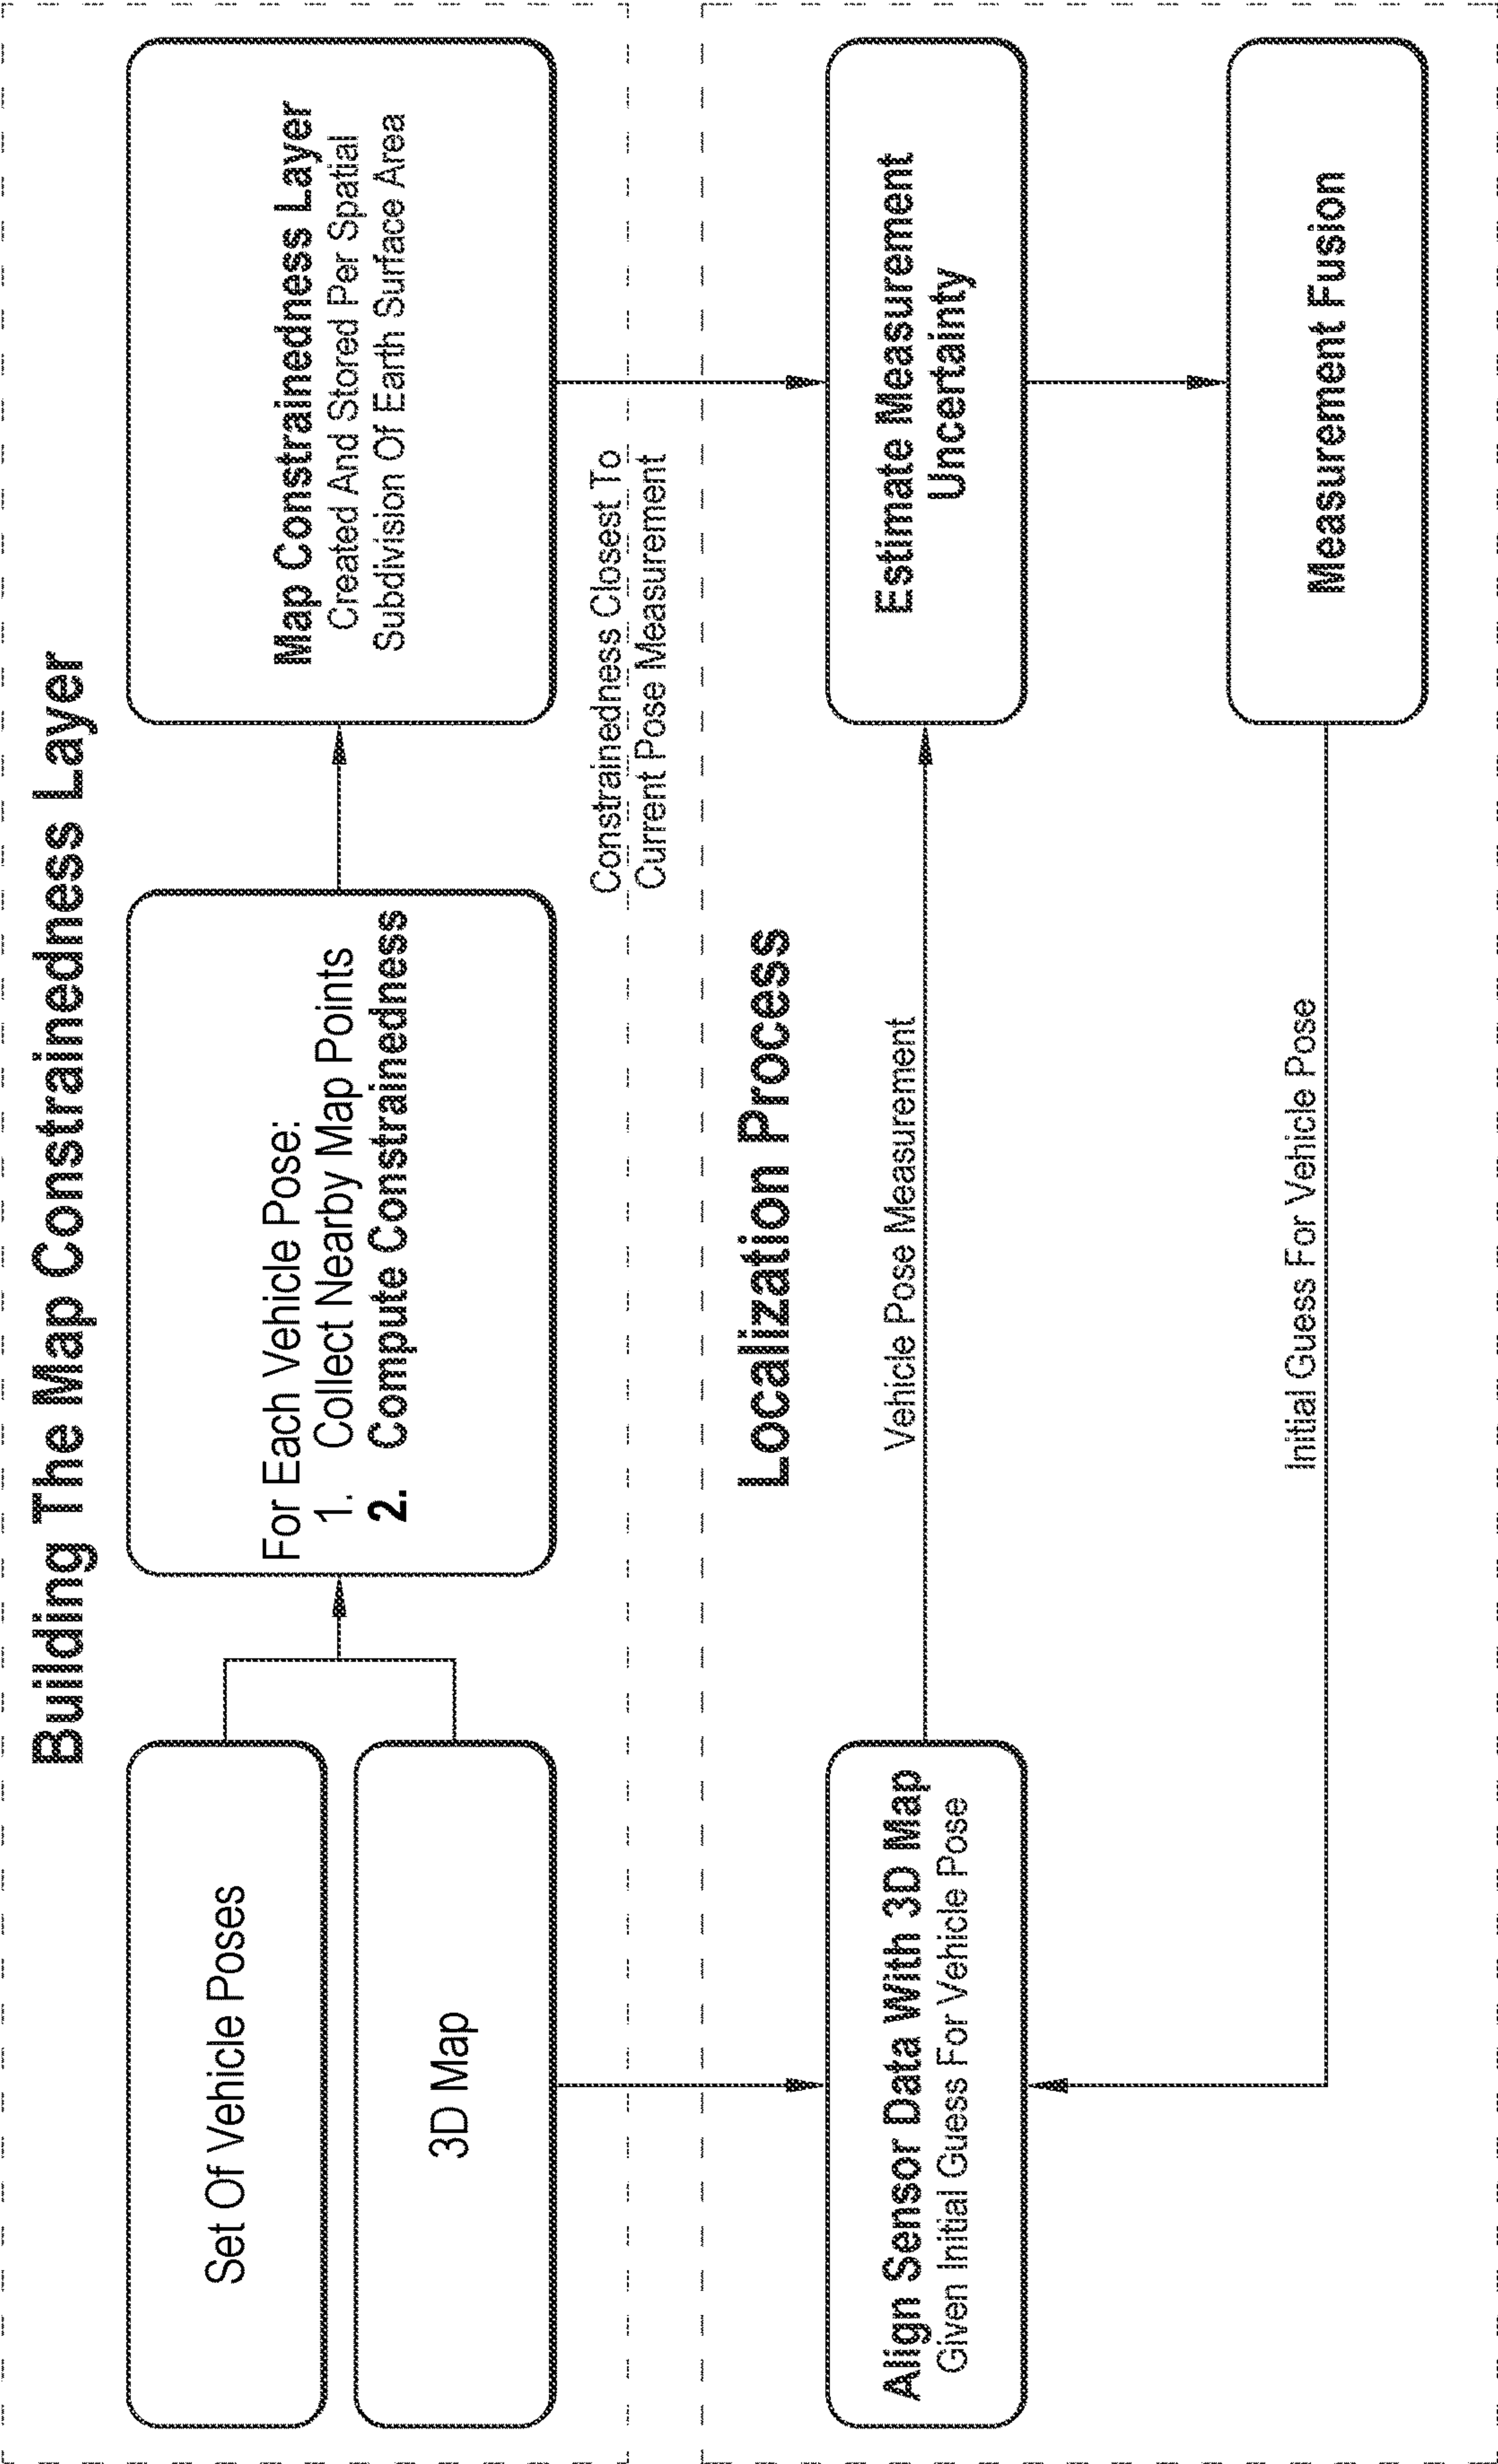 Building The Map Constrainedness Layer
Set Of Vehicle Poses
3D Map
For Each Vehicle Pose:
1. Collect Nearby Map Points
2. Compute Constrainedness
Map Constrainedness Layer
Created And Stored Per Spatial
Subdivision Of Earth Surface Area
Constrainedness Closest To
Current Pose Measurement
Localization Process
Align Sensor Data With 3D Map
Given Initial Guess For Vehicle Pose
Vehicle Pose Measurement
Estimate Measurement
Uncertainty
Initial Guess For Vehicle Pose
Measurement Fusion